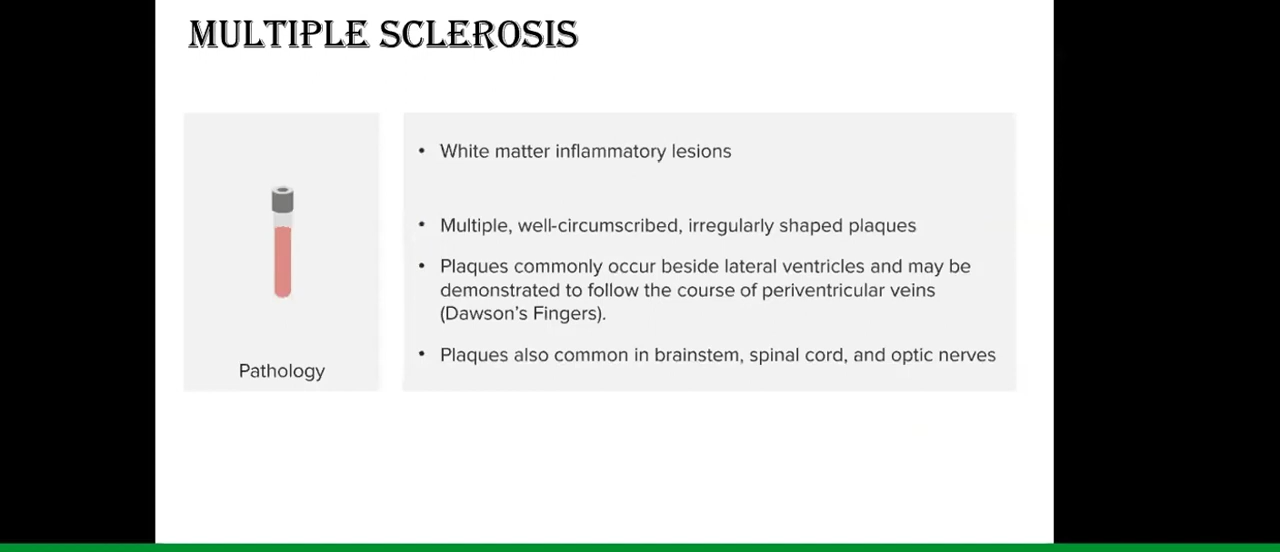 MULTIPLE SCLEROSIS
• White matter inflammatory lesions
• Multiple, well-circumscribed, irregularly shaped plaques
• Plaques commonly occur beside lateral ventricles and may be
demonstrated to follow the course of periventricular veins
(Dawson's Fingers).
• Plaques also common in brainstem, spinal cord, and optic nerves
Pathology